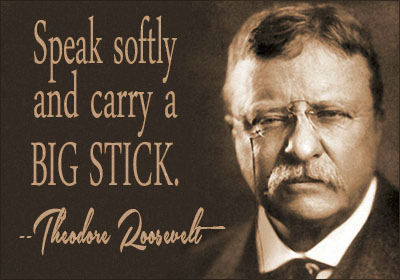 Speak softly
and carry a
BIG STICK.
--Theodore Roosevelt